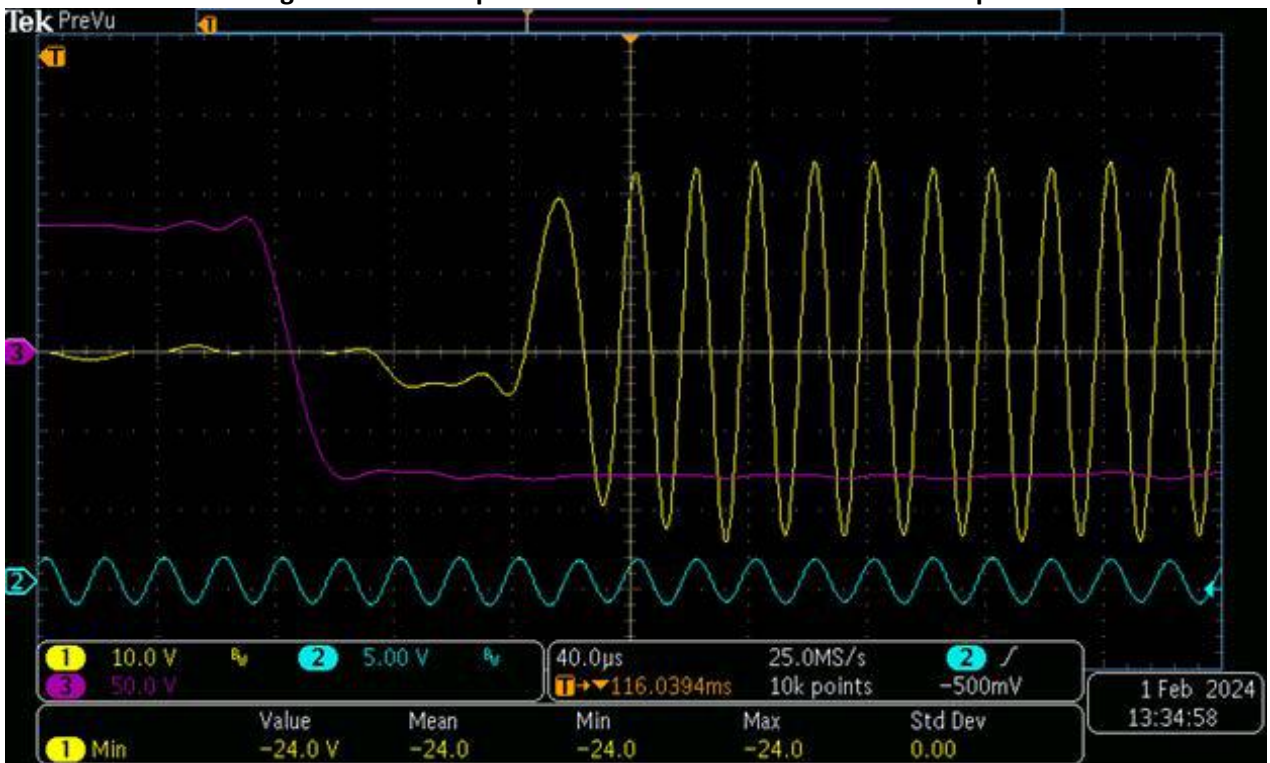 Tek PreVu
T
T
3
2
1 10.0 V Bw 2 5.00 V Bw
3 50.0 V
40.0µs 25.0MS/s 2
T→▼116.0394ms 10k points −500mV
1 Feb 2024
13:34:58
Value Mean Min Max Std Dev
1 Min −24.0 V −24.0 −24.0 −24.0 0.00